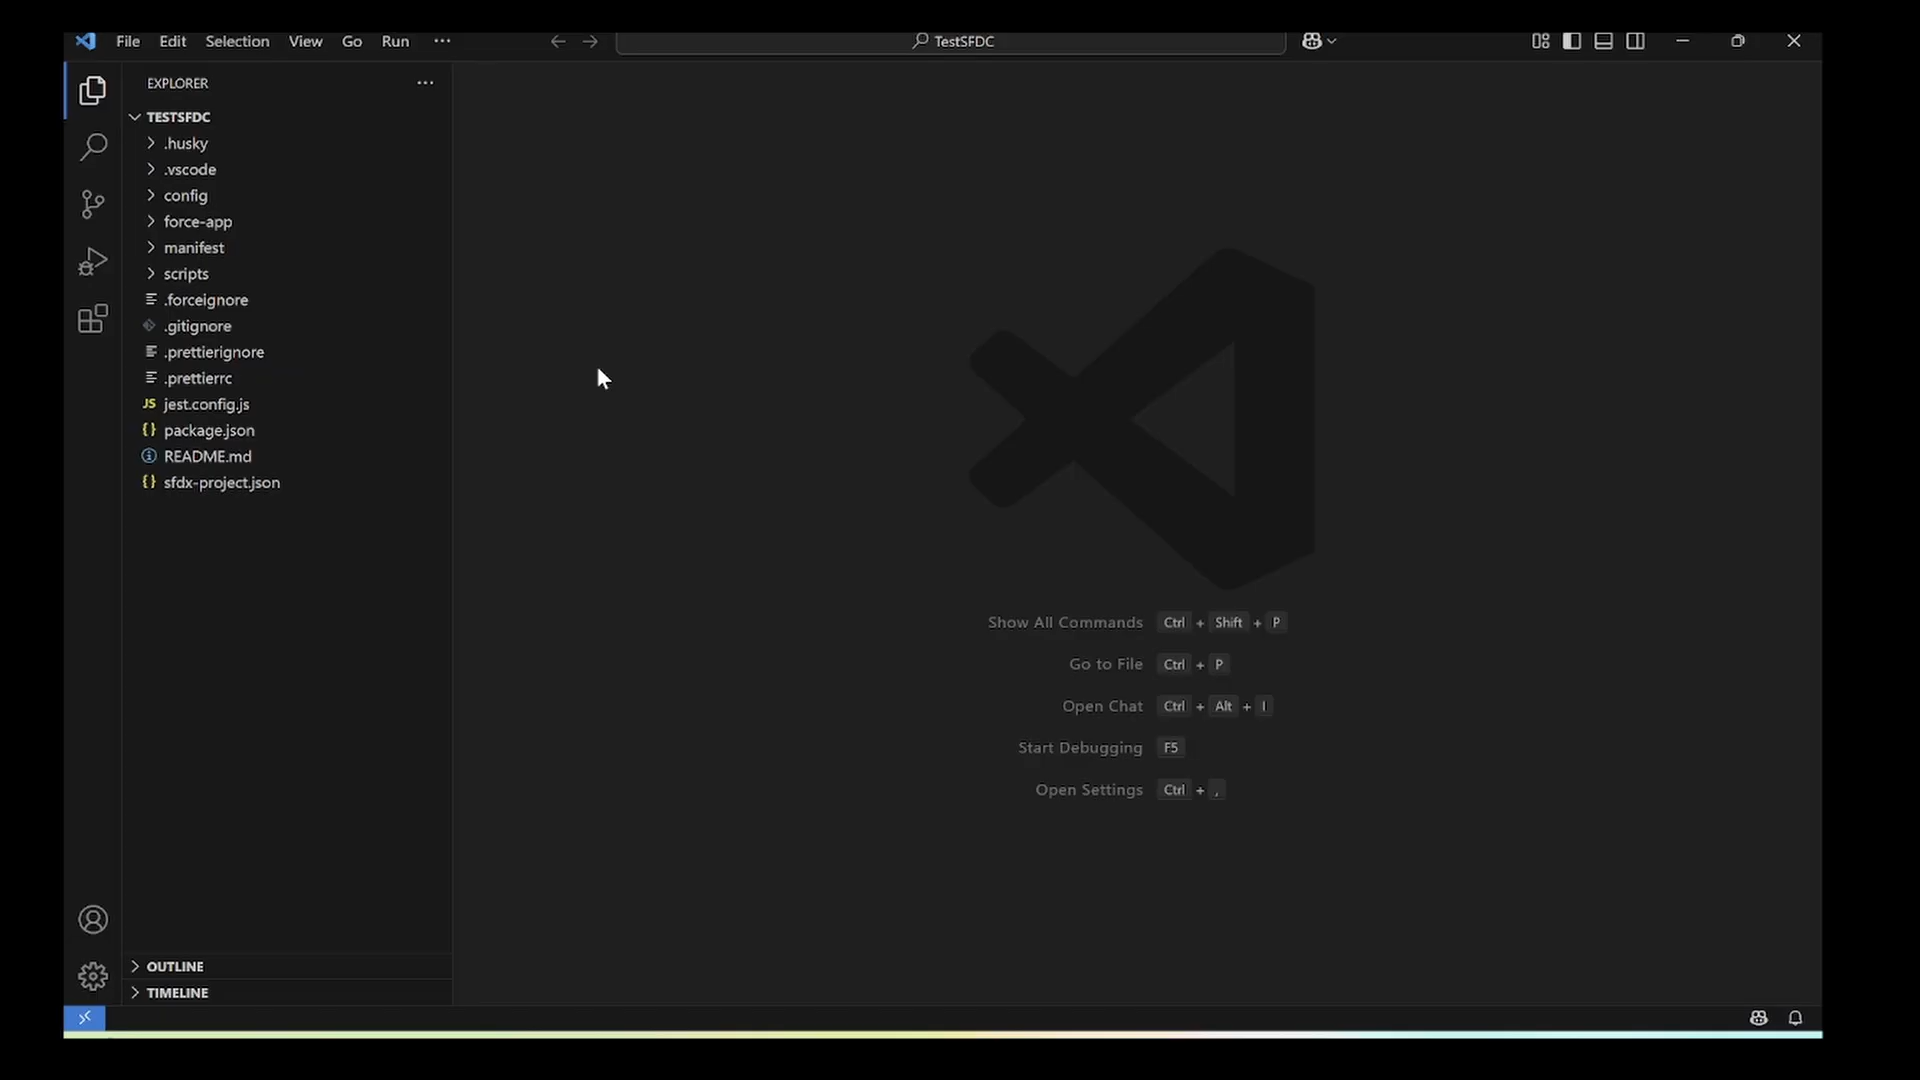 File Edit Selection View Go Run ··· TestSFDC
EXPLORER ···
TESTSFDC
.husky
.vscode
config
force-app
manifest
scripts
.forceignore
.gitignore
.prettierignore
.prettierrc
JS jest.config.js
{} package.json
README.md
{} sfdx-project.json
Show All Commands Ctrl + Shift + P
Go to File Ctrl + P
Open Chat Ctrl + Alt + I
Start Debugging F5
Open Settings Ctrl + ,
OUTLINE
TIMELINE